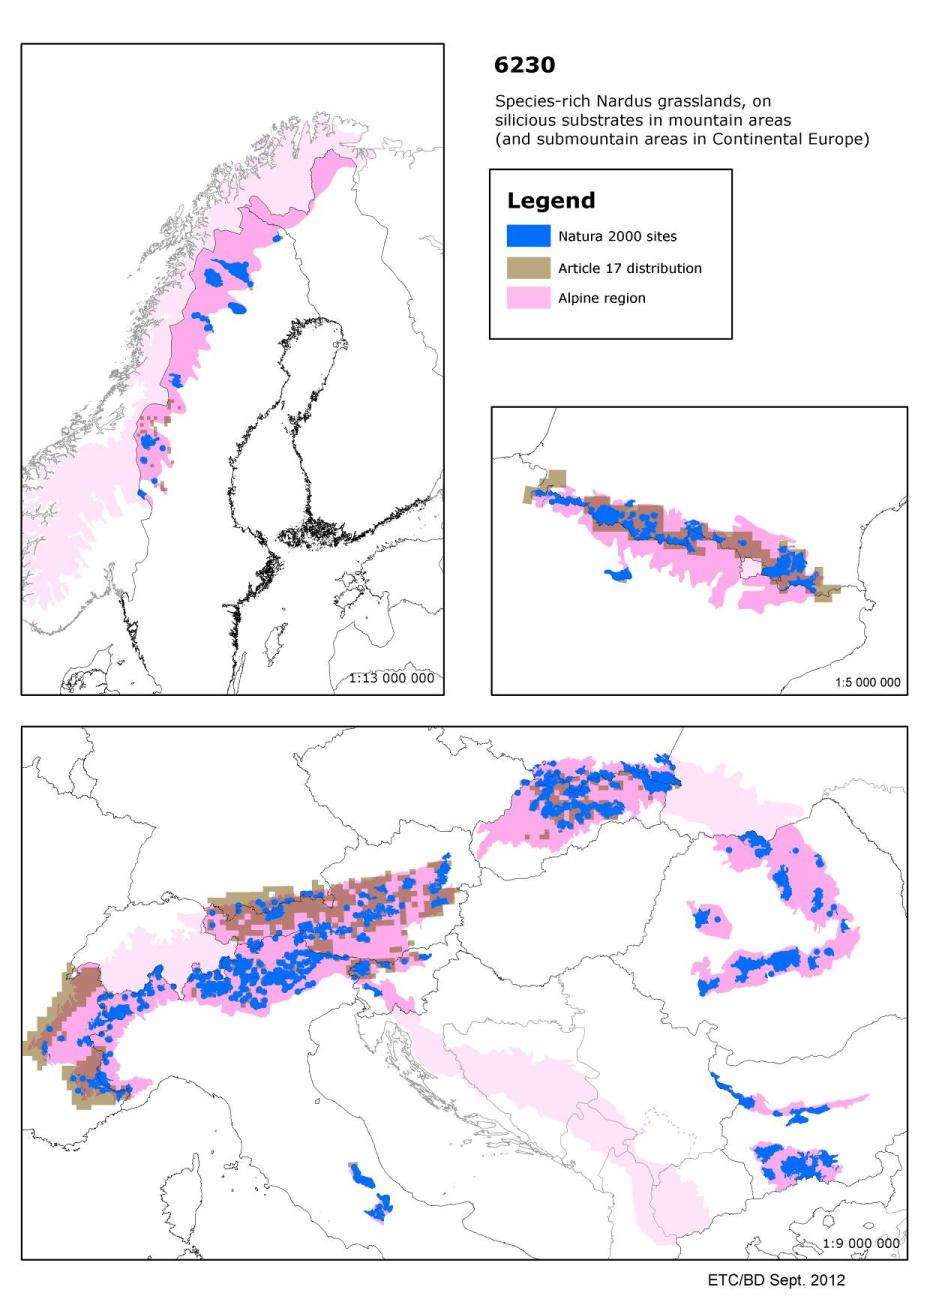 6230
Species-rich Nardus grasslands, on
silicious substrates in mountain areas
(and submountain areas in Continental Europe)
Legend
Natura 2000 sites
Article 17 distribution
Alpine region
1:13 000 000
1:5 000 000
1:9 000 000
ETC/BD Sept. 2012